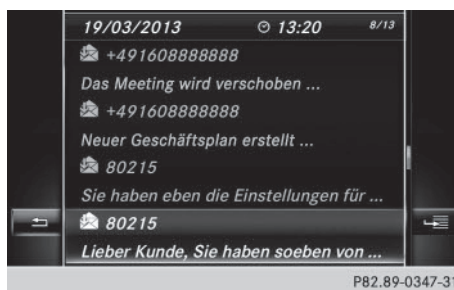 19/03/2013 13:20 8/13
+491608888888
Das Meeting wird verschoben ...
+491608888888
Neuer Geschäftsplan erstellt ...
80215
Sie haben eben die Einstellungen für ...
80215
Lieber Kunde, Sie haben soeben von ...
P82.89-0347-31